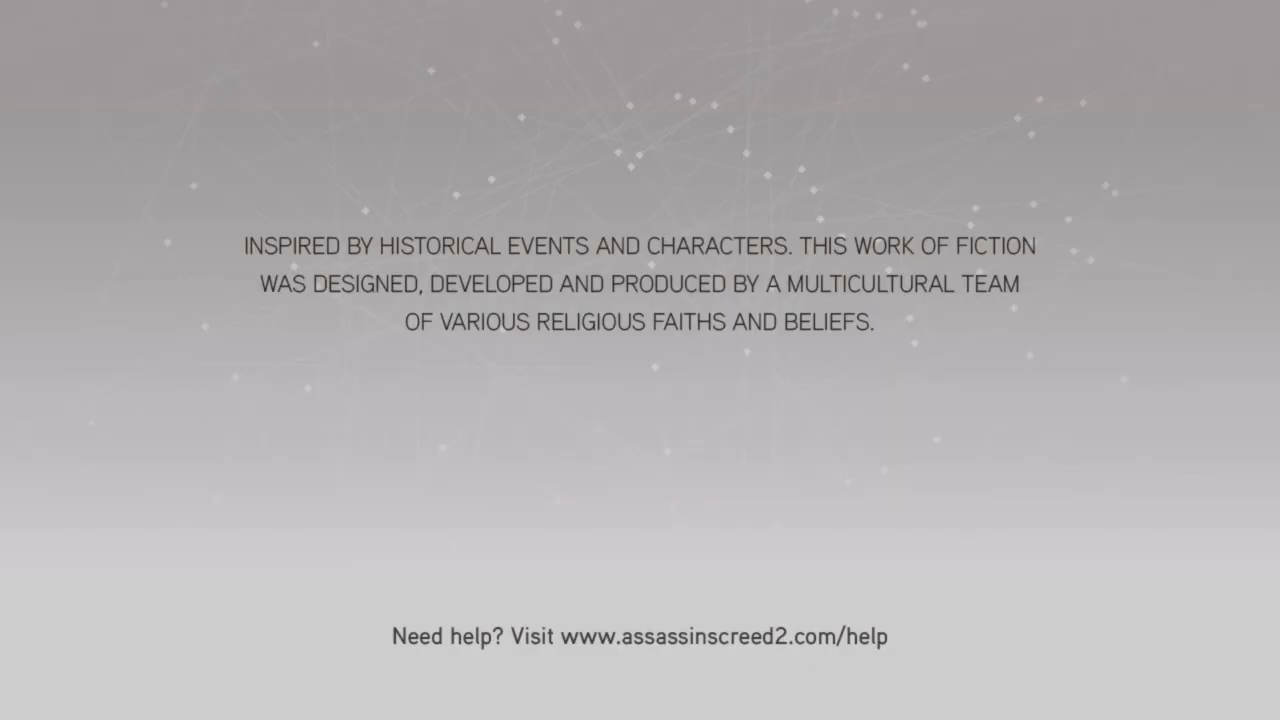 INSPIRED BY HISTORICAL EVENTS AND CHARACTERS. THIS WORK OF FICTION
WAS DESIGNED, DEVELOPED AND PRODUCED BY A MULTICULTURAL TEAM
OF VARIOUS RELIGIOUS FAITHS AND BELIEFS.
Need help? Visit www.assassinscreed2.com/help